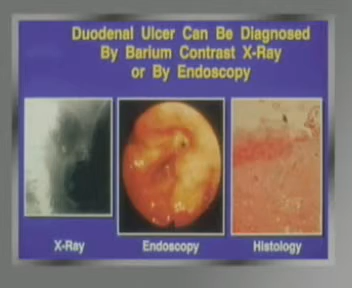 Duodenal Ulcer Can Be Diagnosed
By Barium Contrast X-Ray
or By Endoscopy
X-Ray
Endoscopy
Histology